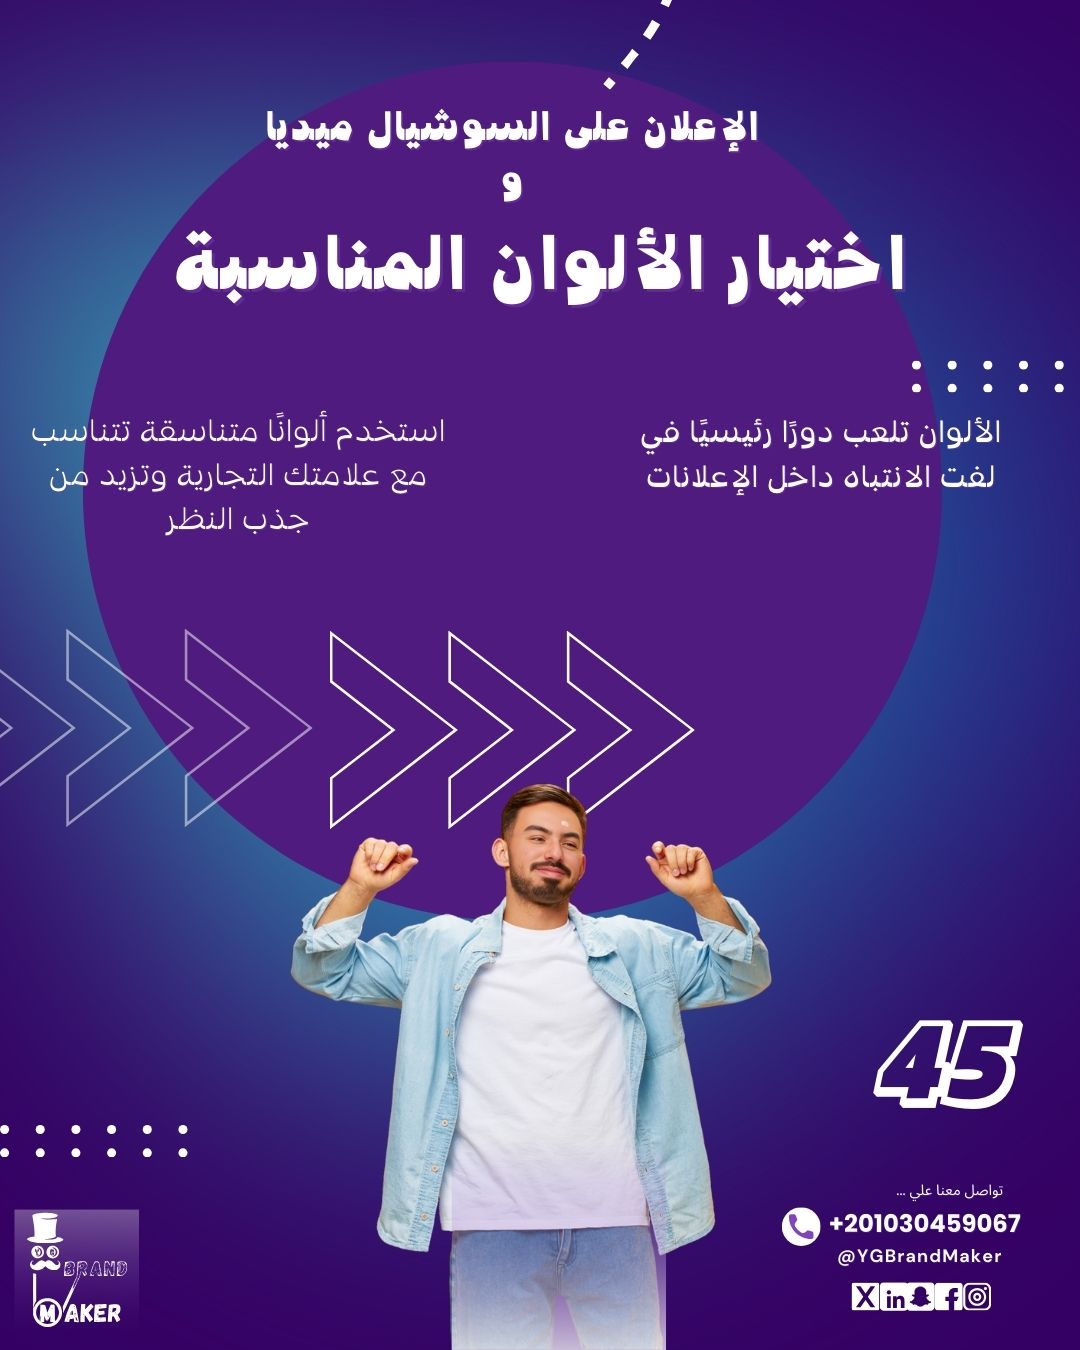 الإعلان على السوشيال ميديا
و
اختيار الألوان المناسبة
الألوان تلعب دورًا رئيسيًا في
لفت الانتباه داخل الإعلانات
استخدم ألوانًا متناسقة تتناسب
مع علامتك التجارية وتزيد من
جذب النظر
45
تواصل معنا علي ...
+201030459067
@YGBrandMaker
BRAND
MAKER